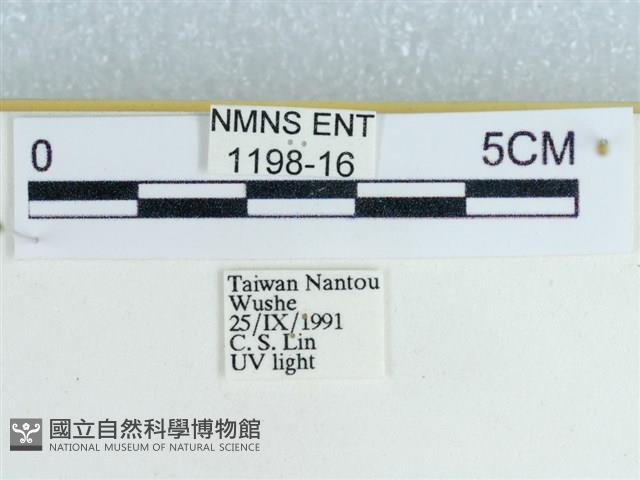 NMNS ENT
1198-16
0
5CM
Taiwan Nantou
Wushe
25/IX/1991
C. S. Lin
UV light
國立自然科學博物館
NATIONAL MUSEUM OF NATURAL SCIENCE